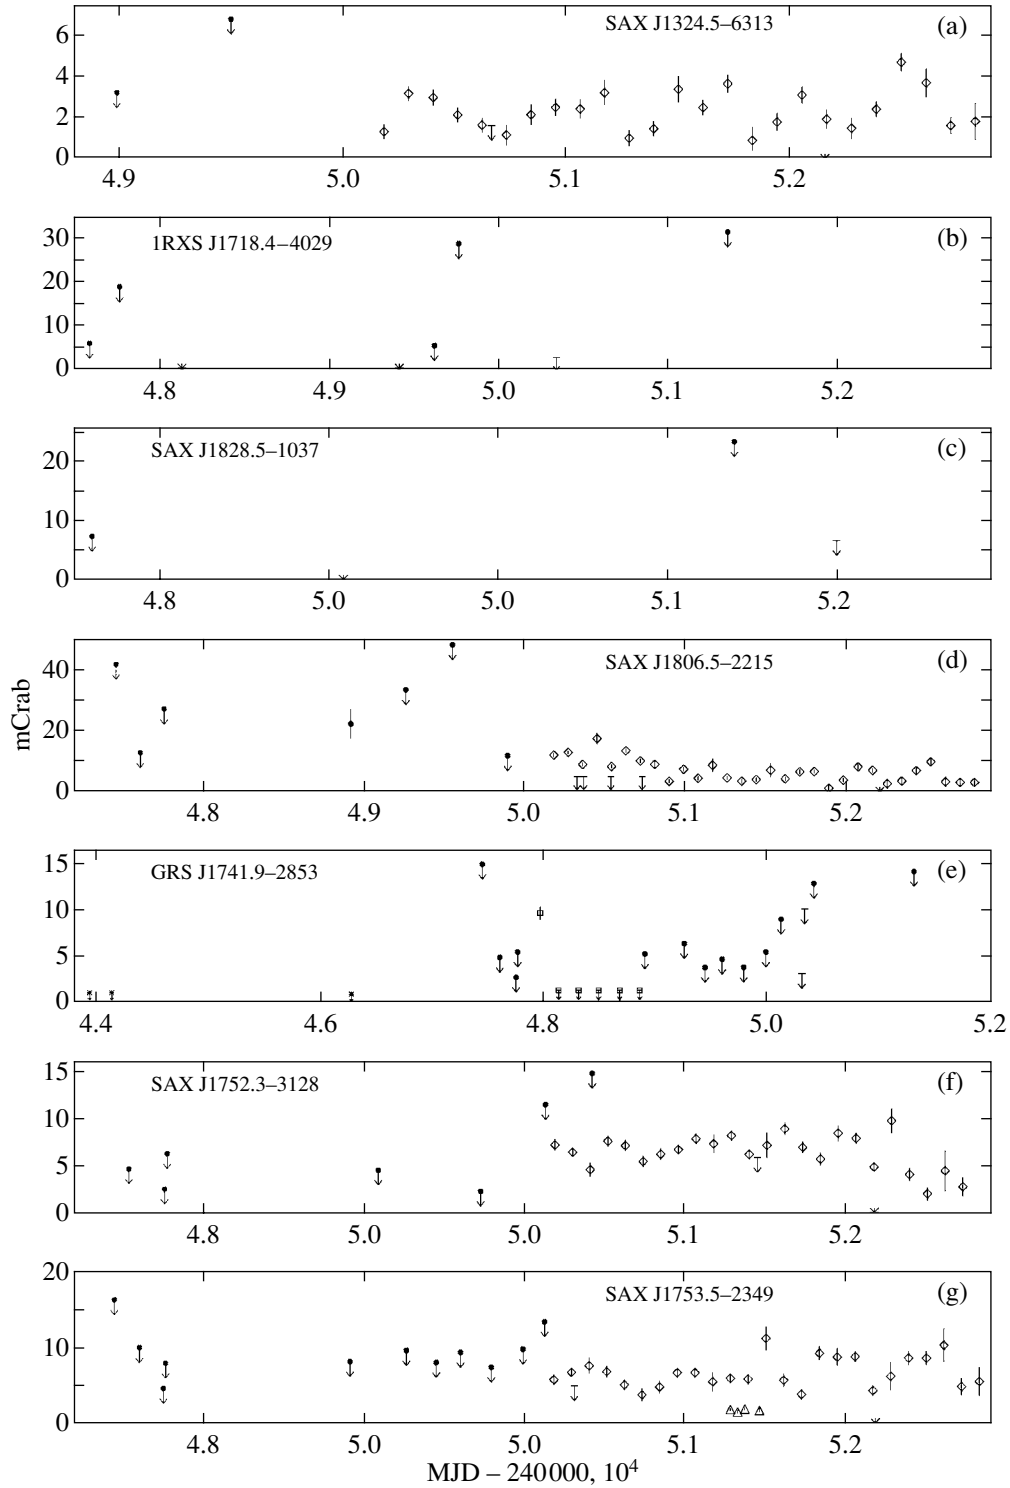 SAX J1324.5–6313 (a)
6
4
2
0
4.9 5.0 5.1 5.2
1RXS J1718.4–4029 (b)
30
20
10
0
4.8 4.9 5.0 5.1 5.2
SAX J1828.5–1037 (c)
20
10
0
4.8 5.0 5.0 5.1 5.2
SAX J1806.5–2215 (d)
40
20
0
4.8 4.9 5.0 5.1 5.2
mCrab
GRS J1741.9–2853 (e)
15
10
5
0
4.4 4.6 4.8 5.0 5.2
SAX J1752.3–3128 (f)
15
10
5
0
4.8 5.0 5.0 5.1 5.2
SAX J1753.5–2349 (g)
20
10
0
4.8 5.0 5.0 5.1 5.2
MJD – 240000, 10⁴